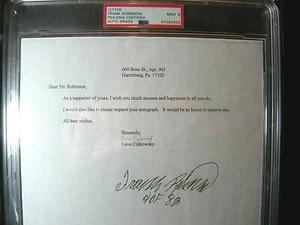 LETTER
FRANK ROBINSON
PSA/DNA CERTIFIED
AUTO GRADE
MINT 9
660 Boas St., Apt. 903
Harrisburg, Pa 17102
Dear Mr. Robinson,
As a supporter of yours, I wish you much success and happiness in all you do.
I would also like to please request your autograph. It would be an honor to receive one.
All best wishes,
Sincerely,
Leon Czikowsky
Frank Robinson
HOF 82